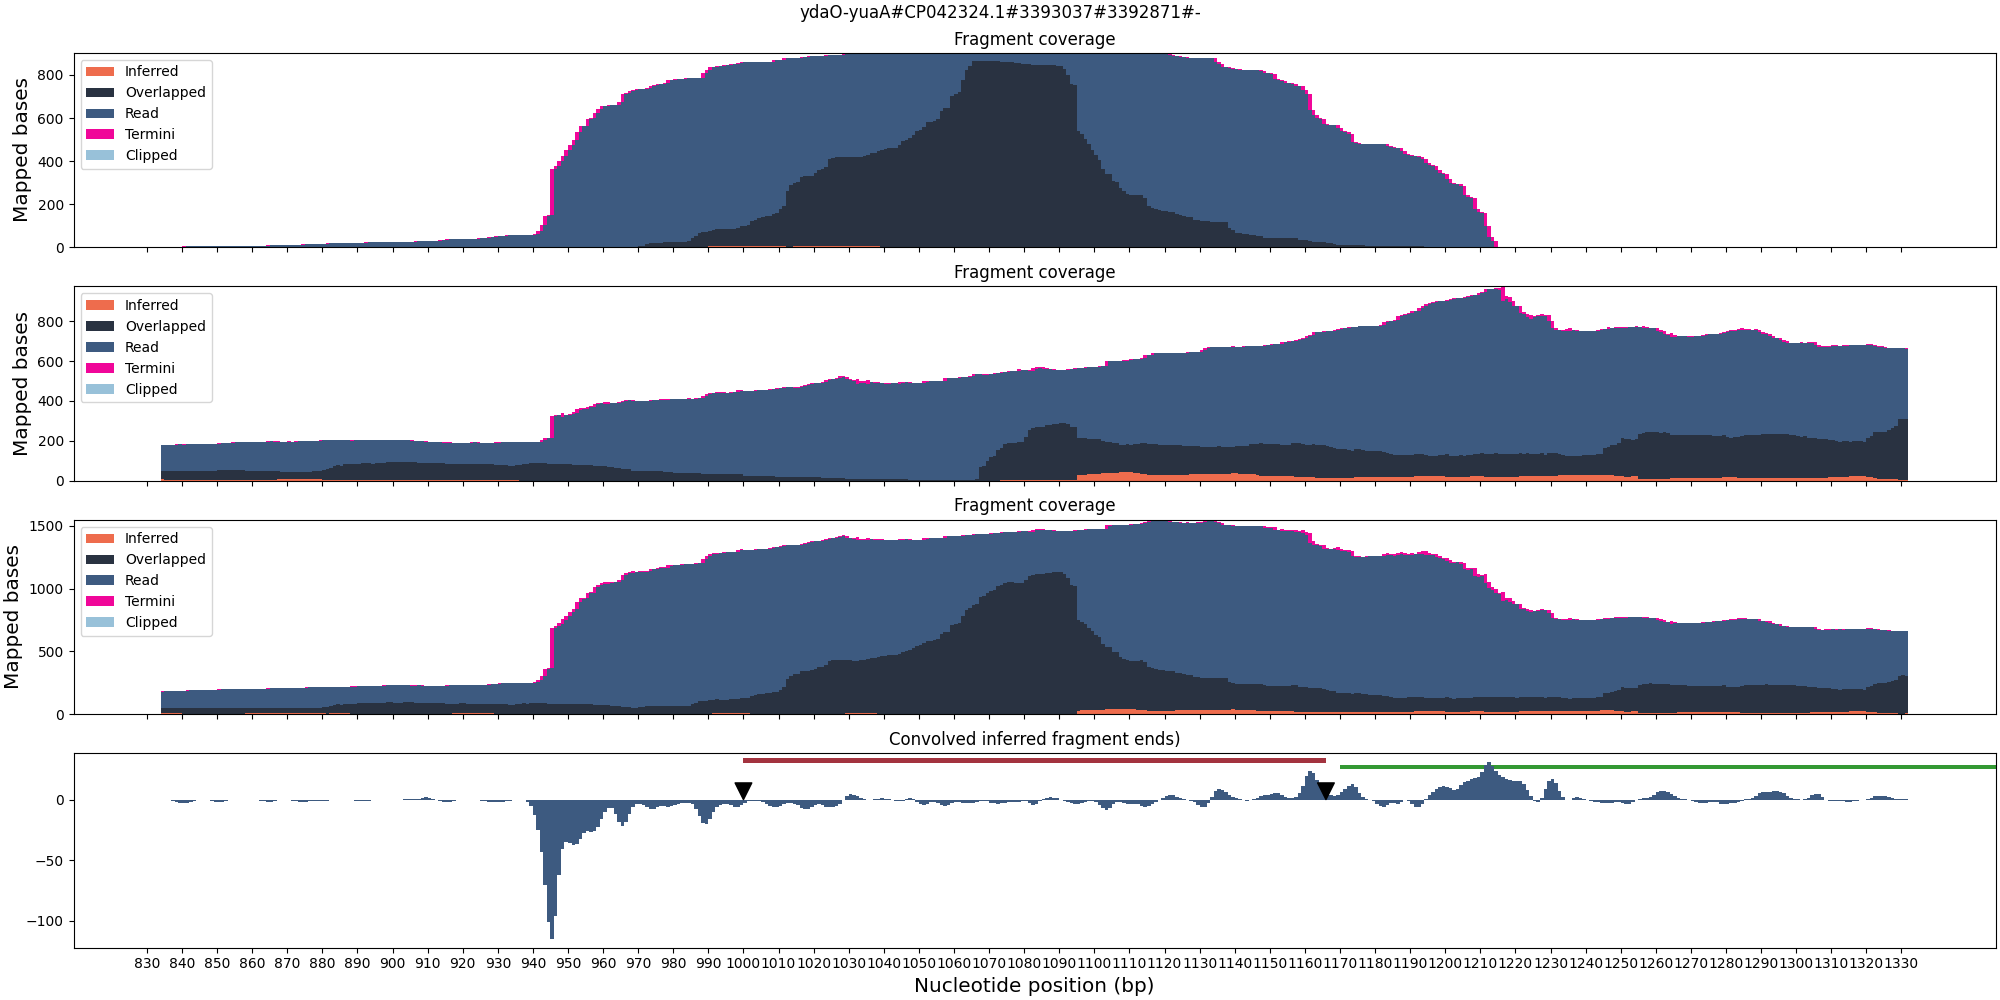 ydaO-yuaA#CP042324.1#3393037#3392871#-
Fragment coverage
Mapped bases
800
600
400
200
0
Inferred
Overlapped
Read
Termini
Clipped
Fragment coverage
Mapped bases
800
600
400
200
0
Inferred
Overlapped
Read
Termini
Clipped
Fragment coverage
Mapped bases
1500
1000
500
0
Inferred
Overlapped
Read
Termini
Clipped
Convolved inferred fragment ends)
0
−50
−100
830 840 850 860 870 880 890 900 910 920 930 940 950 960 970 980 990 1000 1010 1020 1030 1040 1050 1060 1070 1080 1090 1100 1110 1120 1130 1140 1150 1160 1170 1180 1190 1200 1210 1220 1230 1240 1250 1260 1270 1280 1290 1300 1310 1320 1330
Nucleotide position (bp)